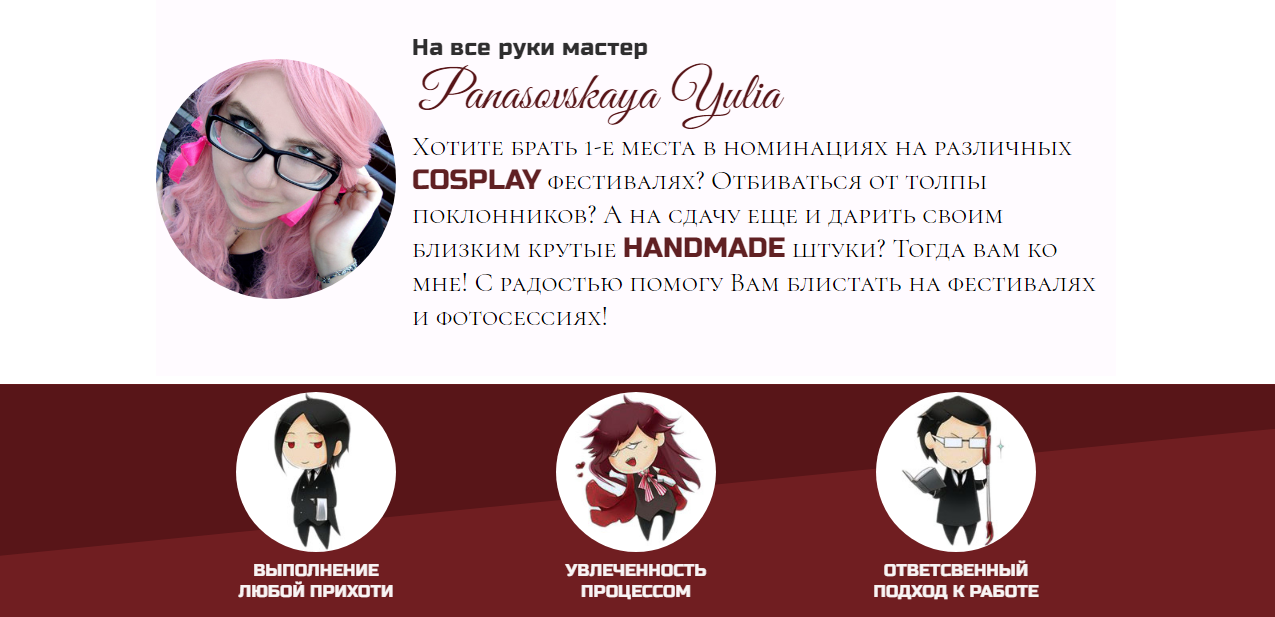 На все руки мастер
Panasovskaya Yulia
Хотите брать 1-е места в номинациях на различных
COSPLAY фестивалях? Отбиваться от толпы
поклонников? А на сдачу еще и дарить своим
близким крутые HANDMADE штуки? Тогда вам ко
мне! С радостью помогу Вам блистать на фестивалях
и фотосессиях!
ВЫПОЛНЕНИЕ
ЛЮБОЙ ПРИХОТИ
УВЛЕЧЕННОСТЬ
ПРОЦЕССОМ
ОТВЕТСВЕННЫЙ
ПОДХОД К РАБОТЕ